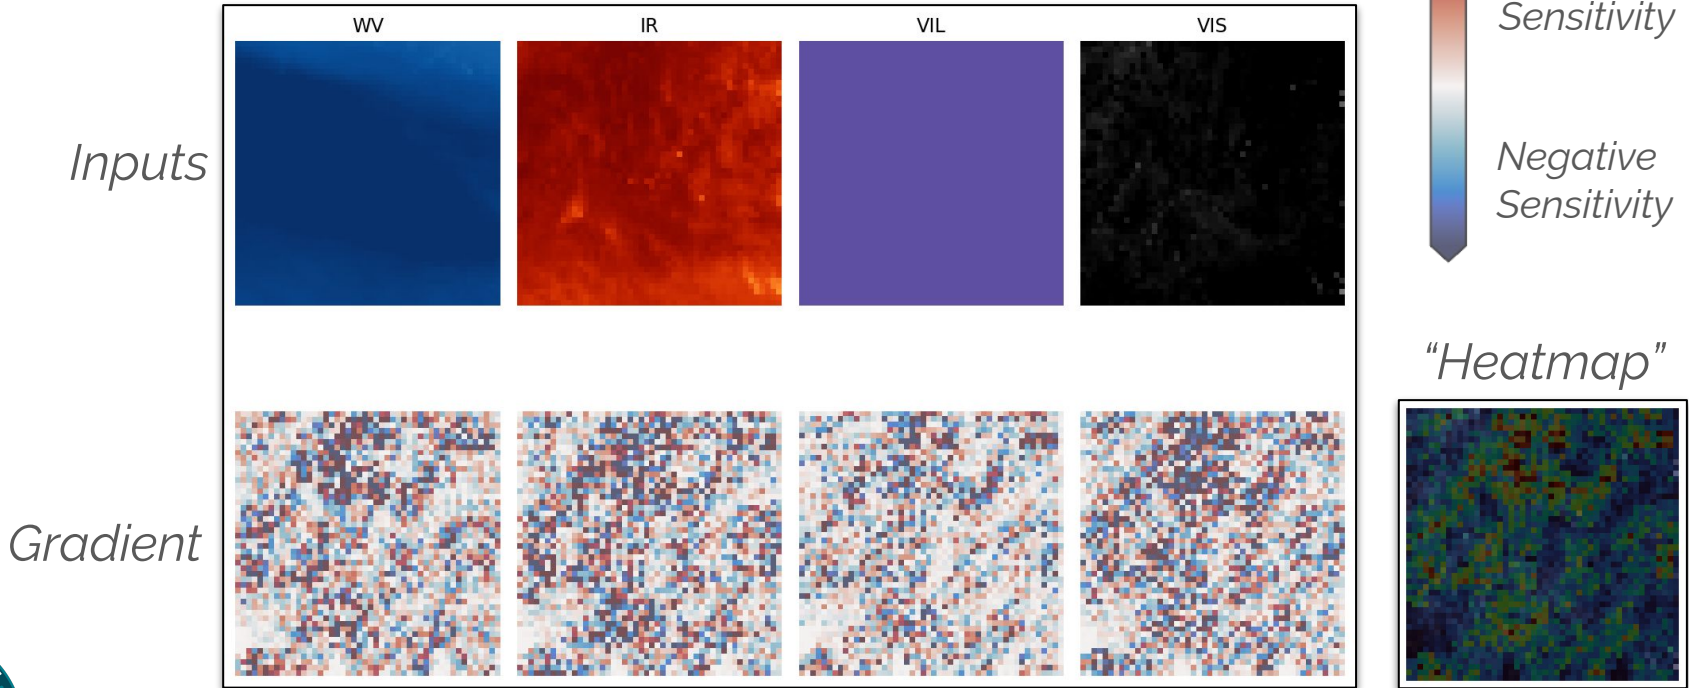 WV
IR
VIL
VIS
Sensitivity
Inputs
Negative
Sensitivity
“Heatmap”
Gradient